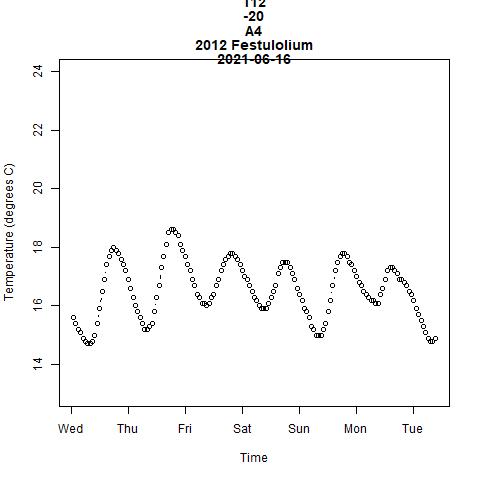 T12
-20
A4
2012 Festulolium
2021-06-16
24
22
20
18
16
14
Temperature (degrees C)
Wed Thu Fri Sat Sun Mon Tue
Time